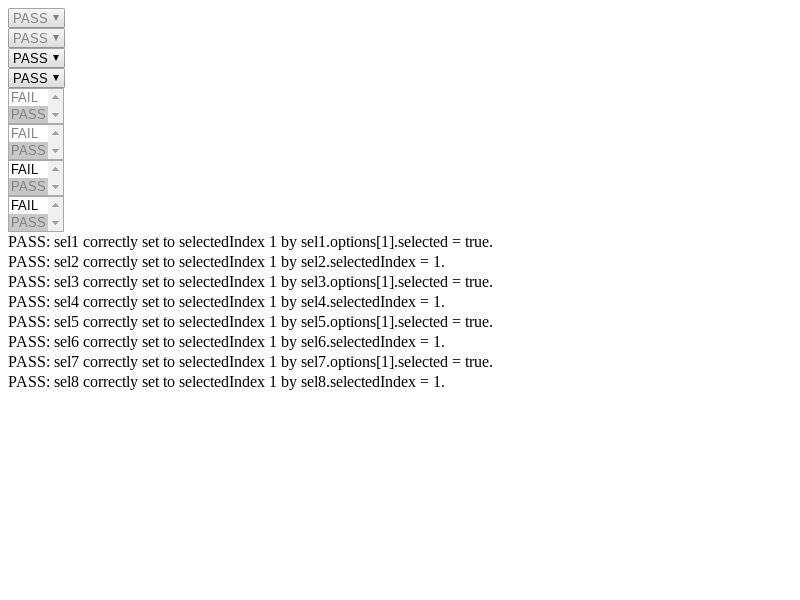 PASS
PASS
PASS
PASS
FAIL
PASS
FAIL
PASS
FAIL
PASS
FAIL
PASS
PASS: sel1 correctly set to selectedIndex 1 by sel1.options[1].selected = true.
PASS: sel2 correctly set to selectedIndex 1 by sel2.selectedIndex = 1.
PASS: sel3 correctly set to selectedIndex 1 by sel3.options[1].selected = true.
PASS: sel4 correctly set to selectedIndex 1 by sel4.selectedIndex = 1.
PASS: sel5 correctly set to selectedIndex 1 by sel5.options[1].selected = true.
PASS: sel6 correctly set to selectedIndex 1 by sel6.selectedIndex = 1.
PASS: sel7 correctly set to selectedIndex 1 by sel7.options[1].selected = true.
PASS: sel8 correctly set to selectedIndex 1 by sel8.selectedIndex = 1.